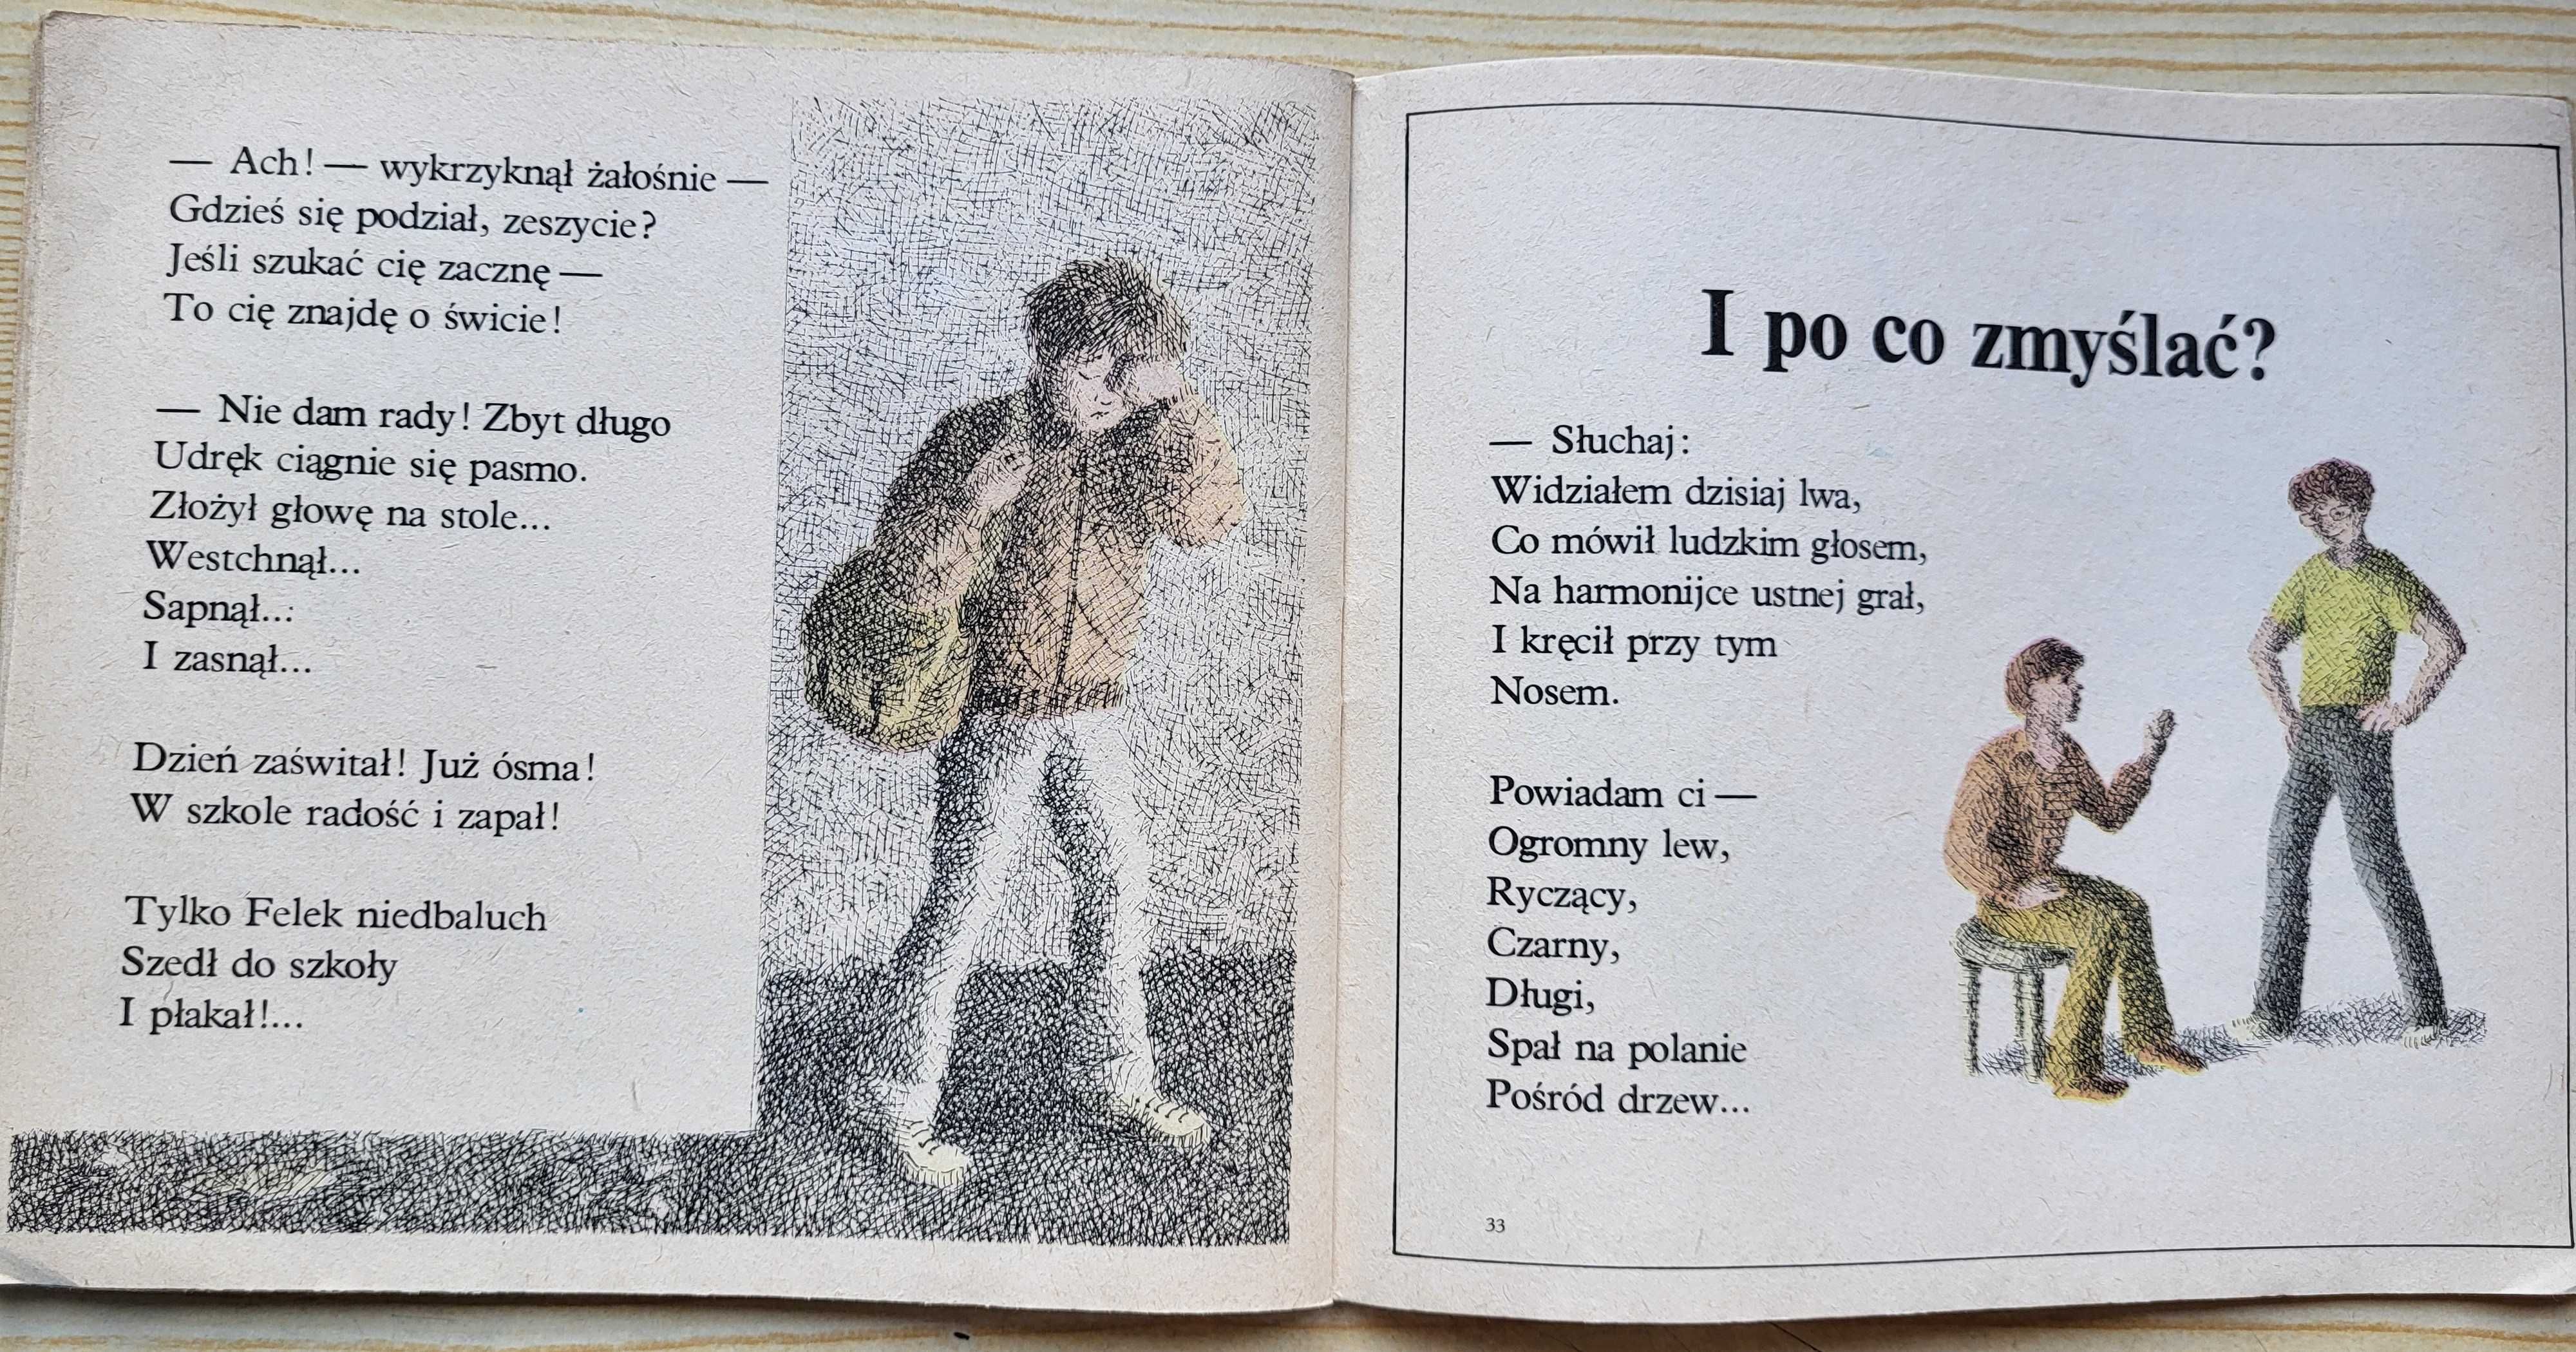 — Ach! — wykrzyknął żałośnie —
Gdzieś się podział, zeszycie?
Jeśli szukać cię zacznę —
To cię znajdę o świcie!
— Nie dam rady! Zbyt długo
Udręk ciągnie się pasmo.
Złożył głowę na stole...
Westchnął...
Sapnął...
I zasnął...
Dzień zaświtał! Już ósma!
W szkole radość i zapał!
Tylko Felek niedbaluch
Szedł do szkoły
I płakał!...
I po co zmyślać?
— Słuchaj:
Widziałem dzisiaj lwa,
Co mówił ludzkim głosem,
Na harmonijce ustnej grał,
I kręcił przy tym
Nosem.
Powiadam ci —
Ogromny lew,
Ryczący,
Czarny,
Długi,
Spał na polanie
Pośród drzew...
33